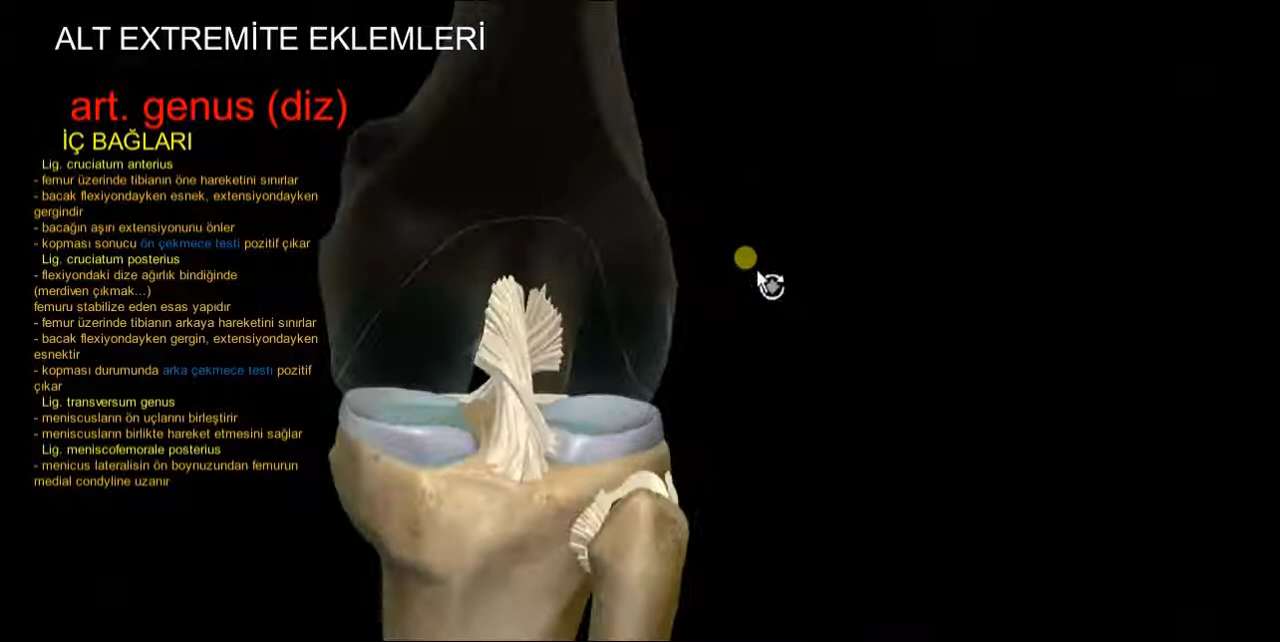 ALT EXTREMİTE EKLEMLERİ
art. genus (diz)
İÇ BAĞLARI
Lig. cruciatum anterius
- femur üzerinde tibianın öne hareketini sınırlar
- bacak flexiyondayken esnek, extensiyondayken
gergindir
- bacağın aşırı extensiyonunu önler
- kopması sonucu ön çekmece testi pozitif çıkar
Lig. cruciatum posterius
- flexiyondaki dize ağırlık bindiğinde
(merdiven çıkmak...)
femuru stabilize eden esas yapıdır
- femur üzerinde tibianın arkaya hareketini sınırlar
- bacak flexiyondayken gergin, extensiyondayken
esnektir
- kopması durumunda arka çekmece testi pozitif
çıkar
Lig. transversum genus
- meniscusların ön uçlarını birleştirir
- meniscusların birlikte hareket etmesini sağlar
Lig. meniscofemorale posterius
- menicus lateralisin ön boynuzundan femurun
medial condyline uzanır